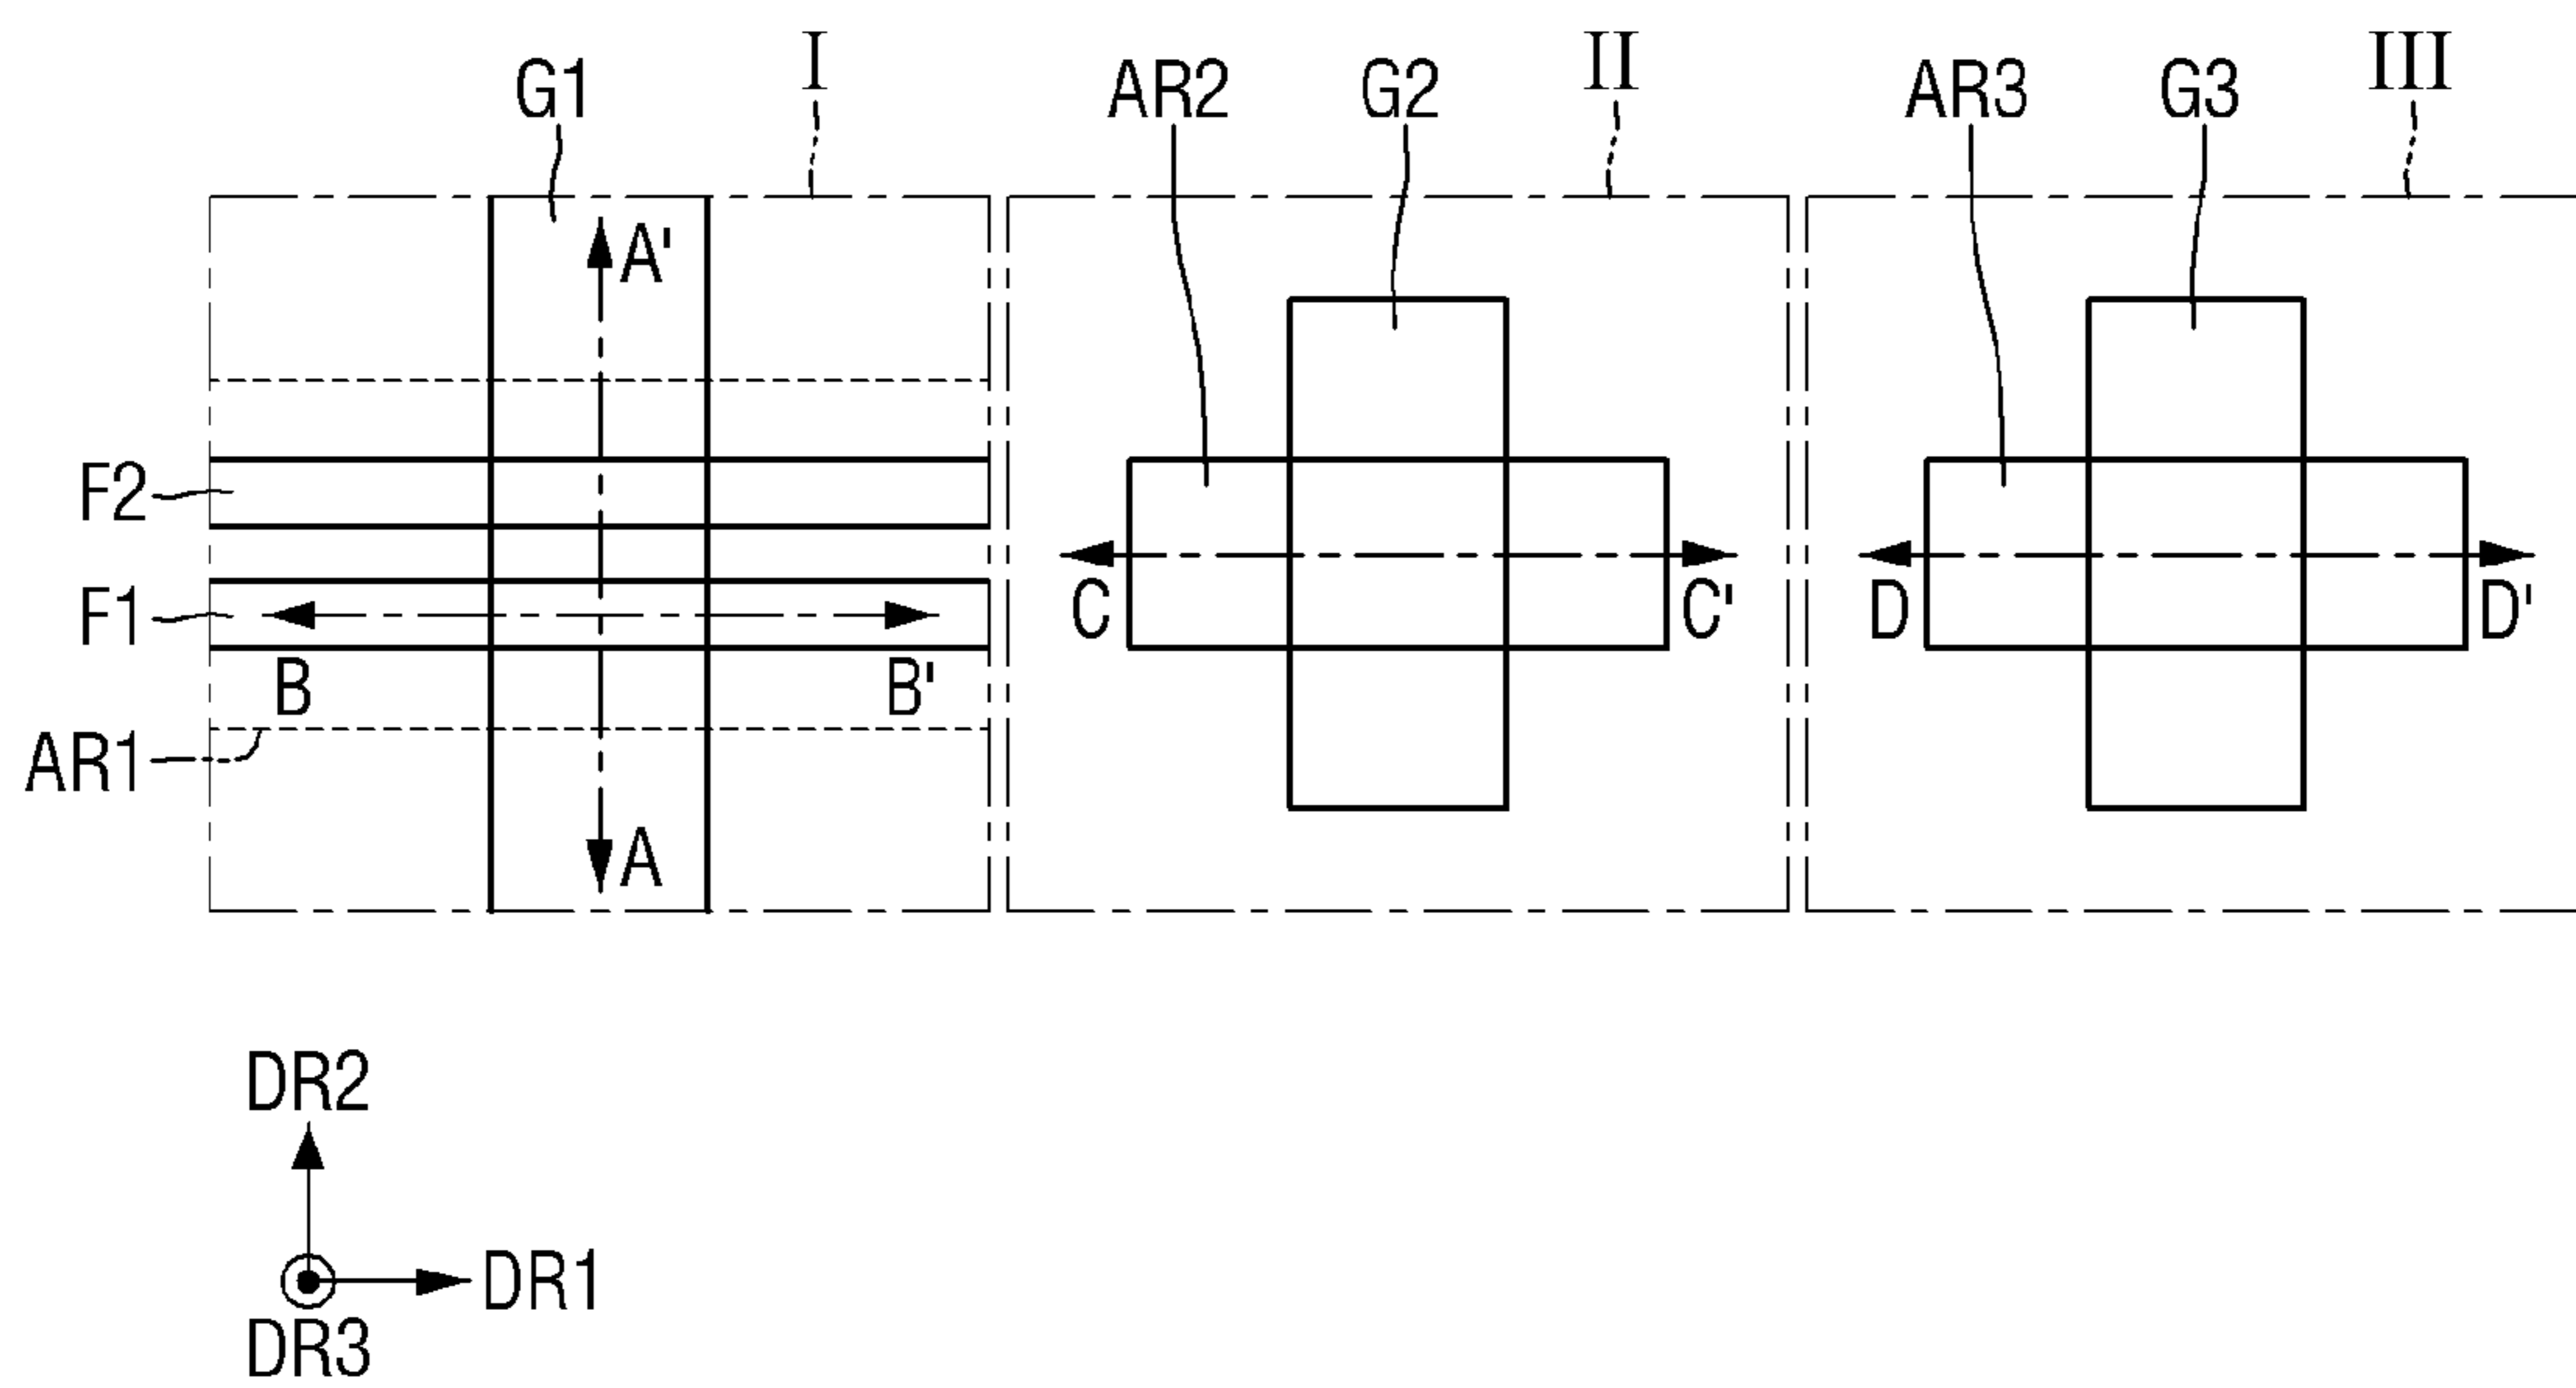 G1 I AR2 G2 II AR3 G3 III
A'
F2
F1
C C' D D'
B B'
AR1
A
DR2
DR1
DR3